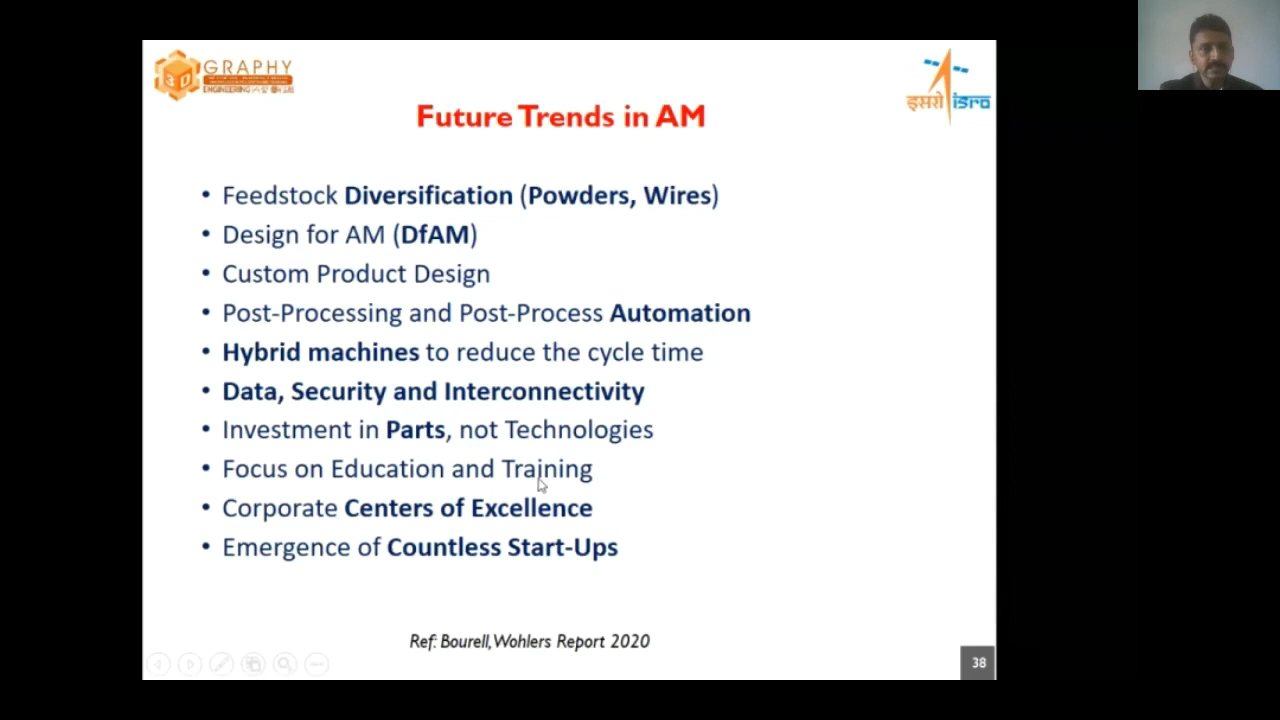 3D GRAPHY
ENGINEERING
इसरो isro
Future Trends in AM
• Feedstock Diversification (Powders, Wires)
• Design for AM (DfAM)
• Custom Product Design
• Post-Processing and Post-Process Automation
• Hybrid machines to reduce the cycle time
• Data, Security and Interconnectivity
• Investment in Parts, not Technologies
• Focus on Education and Training
• Corporate Centers of Excellence
• Emergence of Countless Start-Ups
Ref: Bourell, Wohlers Report 2020
38